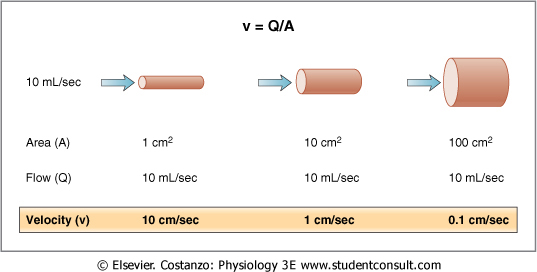 v = Q/A
10 mL/sec
Area (A) 1 cm² 10 cm² 100 cm²
Flow (Q) 10 mL/sec 10 mL/sec 10 mL/sec
Velocity (v) 10 cm/sec 1 cm/sec 0.1 cm/sec
© Elsevier. Costanzo: Physiology 3E www.studentconsult.com